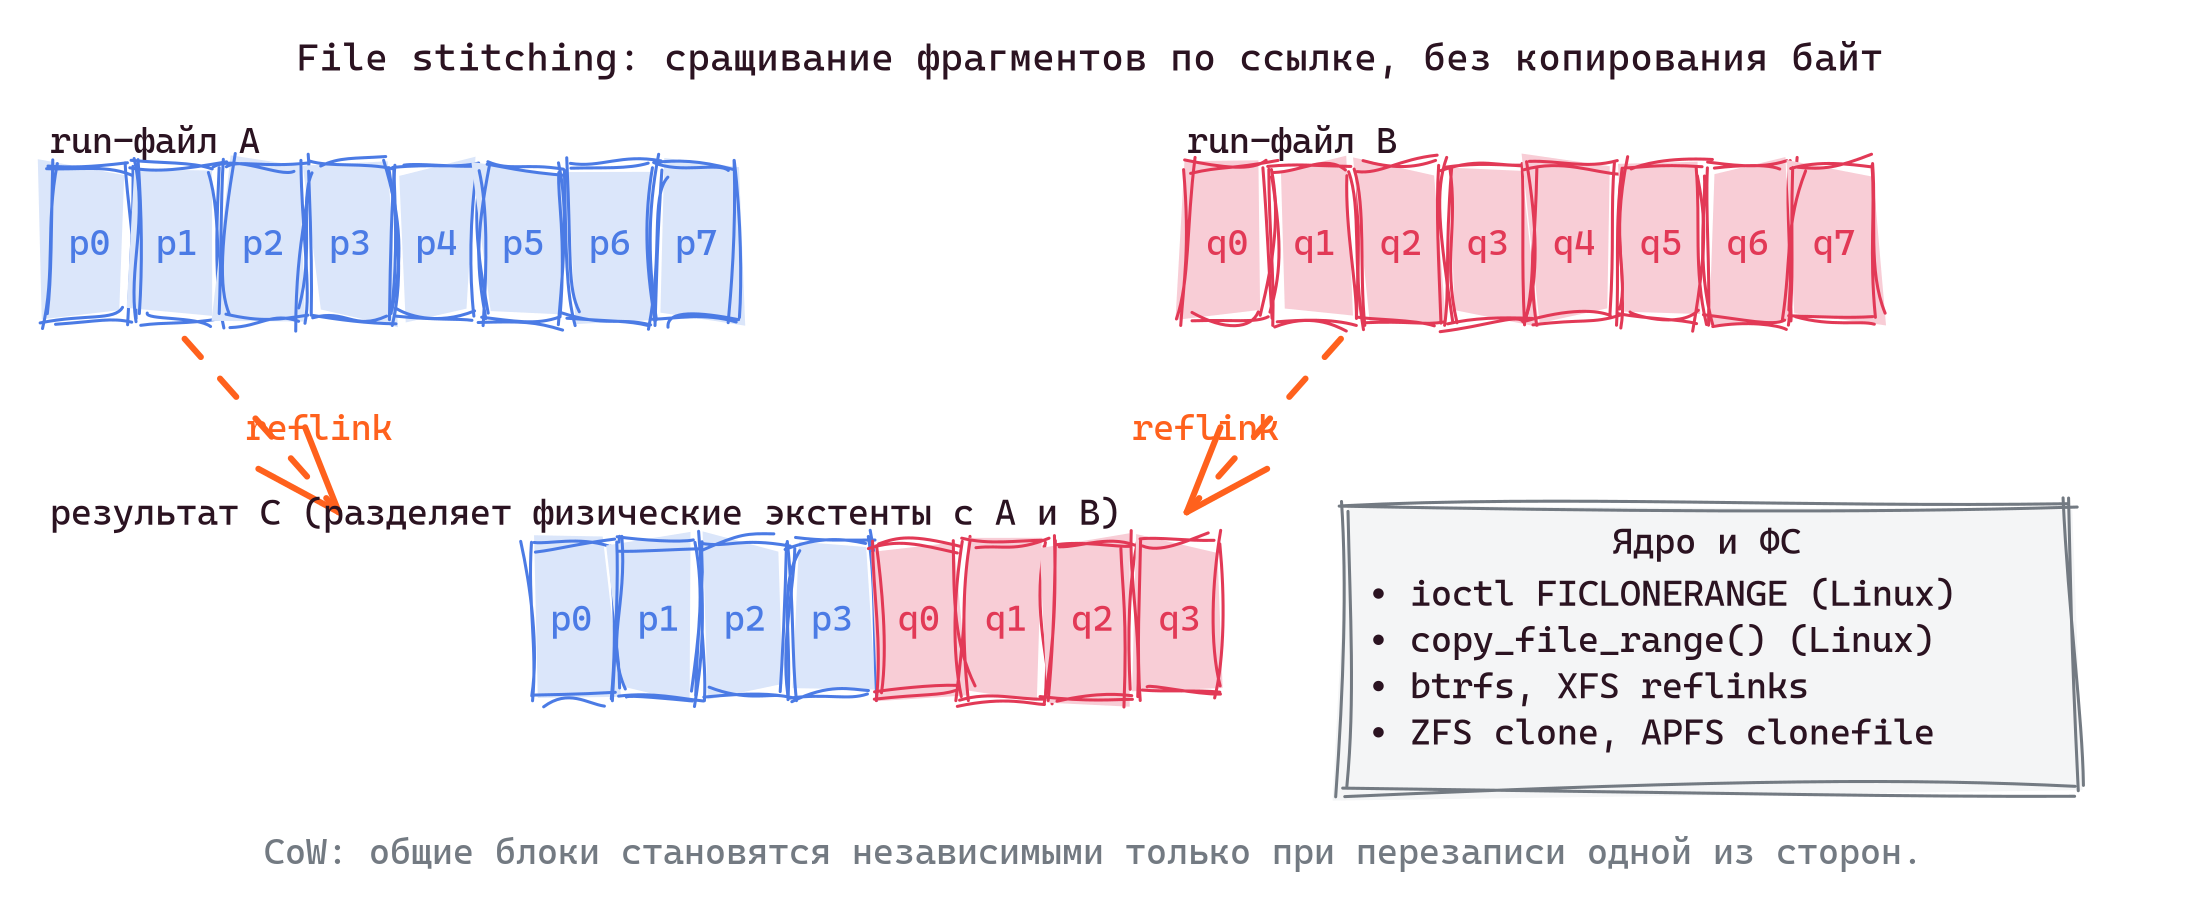 File stitching: сращивание фрагментов по ссылке, без копирования байт
run-файл A
run-файл B
p0 p1 p2 p3 p4 p5 p6 p7
q0 q1 q2 q3 q4 q5 q6 q7
reflink
reflink
результат C (разделяет физические экстенты с A и B)
p0 p1 p2 p3 q0 q1 q2 q3
Ядро и ФС
• ioctl FICLONERANGE (Linux)
• copy_file_range() (Linux)
• btrfs, XFS reflinks
• ZFS clone, APFS clonefile
CoW: общие блоки становятся независимыми только при перезаписи одной из сторон.